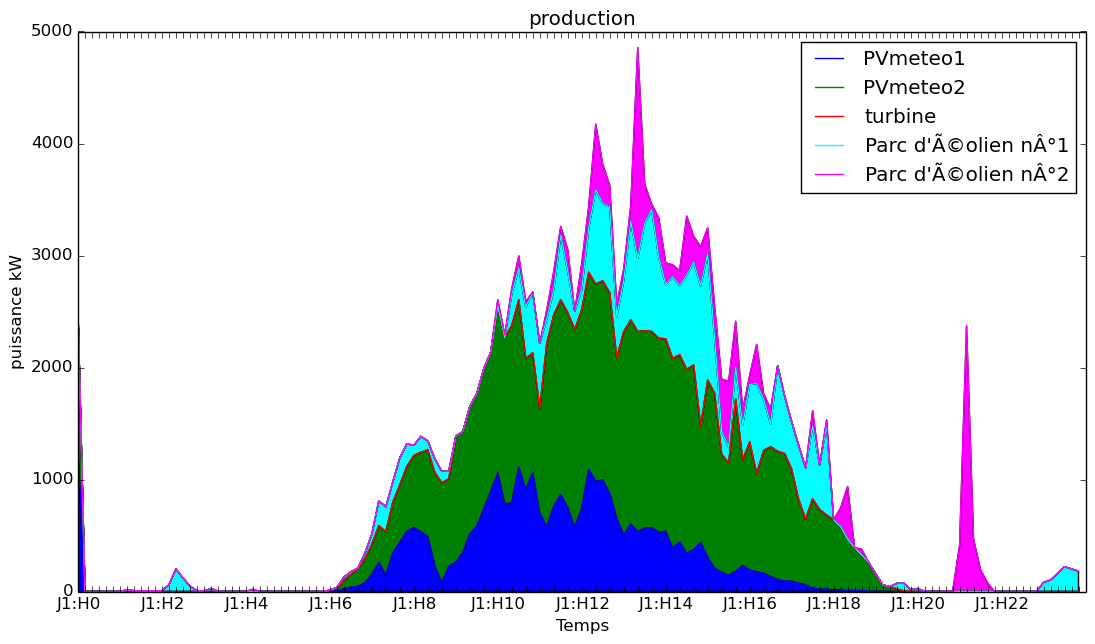 production
5000
4000
3000
2000
1000
0
puissance kW
PVmeteo1
PVmeteo2
turbine
Parc d'Ã©olien nÂ°1
Parc d'Ã©olien nÂ°2
J1:H0 J1:H2 J1:H4 J1:H6 J1:H8 J1:H10 J1:H12 J1:H14 J1:H16 J1:H18 J1:H20 J1:H22
Temps